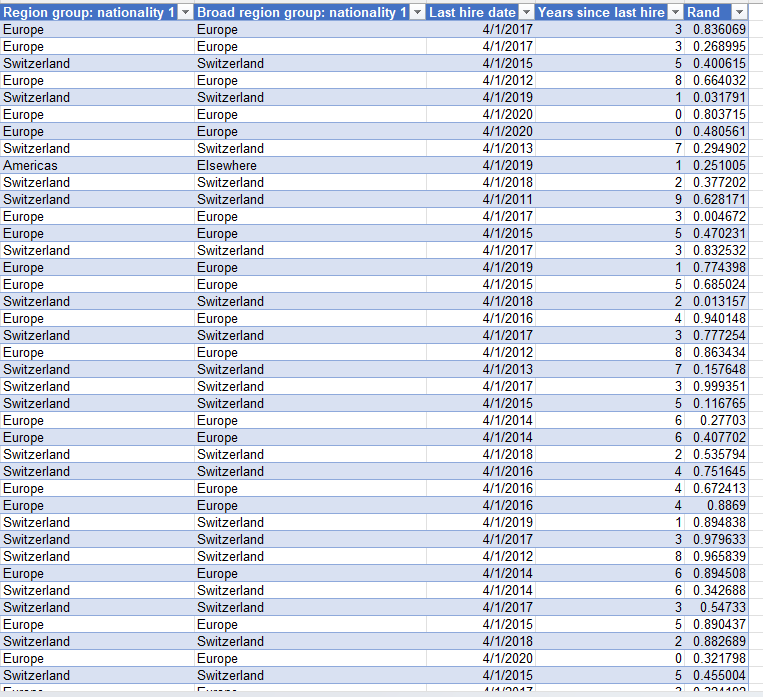 Region group: nationality 1 Broad region group: nationality 1 Last hire date Years since last hire Rand
Europe Europe 4/1/2017 3 0.836069
Europe Europe 4/1/2017 3 0.268995
Switzerland Switzerland 4/1/2015 5 0.400615
Europe Europe 4/1/2012 8 0.664032
Switzerland Switzerland 4/1/2019 1 0.031791
Europe Europe 4/1/2020 0 0.803715
Europe Europe 4/1/2020 0 0.480561
Switzerland Switzerland 4/1/2013 7 0.294902
Americas Elsewhere 4/1/2019 1 0.251005
Switzerland Switzerland 4/1/2018 2 0.377202
Switzerland Switzerland 4/1/2011 9 0.628171
Europe Europe 4/1/2017 3 0.004672
Europe Europe 4/1/2015 5 0.470231
Switzerland Switzerland 4/1/2017 3 0.832532
Europe Europe 4/1/2019 1 0.774398
Europe Europe 4/1/2015 5 0.685024
Switzerland Switzerland 4/1/2018 2 0.013157
Europe Europe 4/1/2016 4 0.940148
Switzerland Switzerland 4/1/2017 3 0.777254
Europe Europe 4/1/2012 8 0.863434
Switzerland Switzerland 4/1/2013 7 0.157648
Switzerland Switzerland 4/1/2017 3 0.999351
Switzerland Switzerland 4/1/2015 5 0.116765
Europe Europe 4/1/2014 6 0.27703
Europe Europe 4/1/2014 6 0.407702
Switzerland Switzerland 4/1/2018 2 0.535794
Switzerland Switzerland 4/1/2016 4 0.751645
Europe Europe 4/1/2016 4 0.672413
Europe Europe 4/1/2016 4 0.8869
Switzerland Switzerland 4/1/2019 1 0.894838
Switzerland Switzerland 4/1/2017 3 0.979633
Switzerland Switzerland 4/1/2012 8 0.965839
Europe Europe 4/1/2014 6 0.894508
Switzerland Switzerland 4/1/2014 6 0.342688
Switzerland Switzerland 4/1/2017 3 0.54733
Europe Europe 4/1/2015 5 0.890437
Switzerland Switzerland 4/1/2018 2 0.882689
Europe Europe 4/1/2020 0 0.321798
Switzerland Switzerland 4/1/2015 5 0.455004
Europe Europe 4/1/2017 3